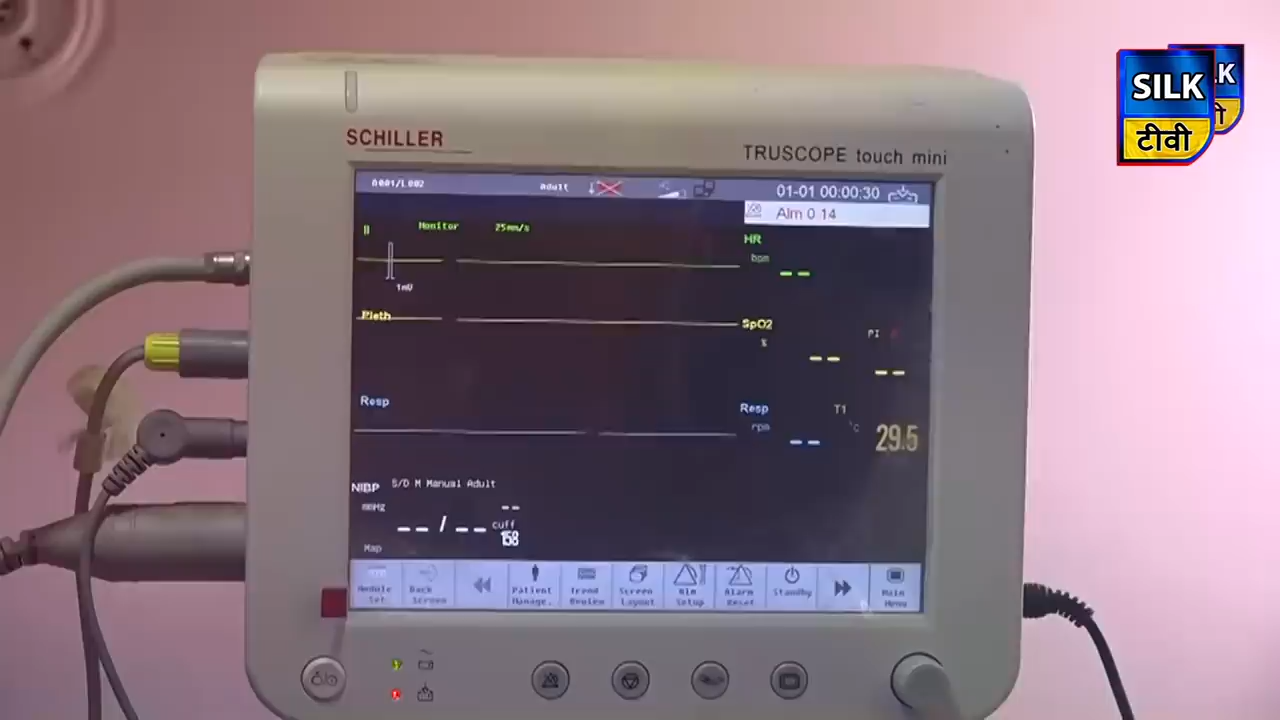 SILK
टीवी
SCHILLER
TRUSCOPE touch mini
0001/L002 adult 01-01 00:00:30
Alm 0 14
II Monitor 25mm/s
1mV
HR
bpm
--
Pleth
SpO2
%
PI
--
--
Resp
Resp
rpm
--
T1
°C
29.5
NIBP S/D M Manual Adult
mmHg
-- / --
--
cuff
158
Map
Module Set
Back Screen
Patient Manage.
Trend Review
Screen Layout
Alm Setup
Alarm Reset
Standby
Main Menu